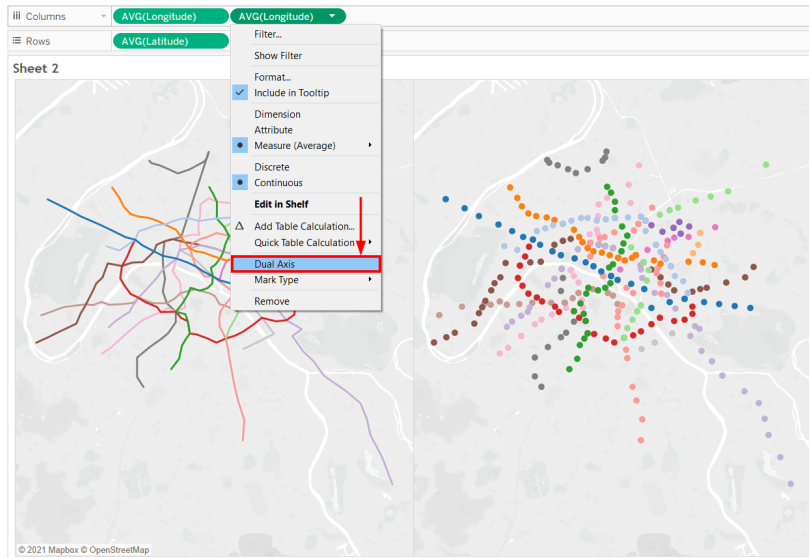 Columns AVG(Longitude) AVG(Longitude)
Rows AVG(Latitude)
Sheet 2
Filter...
Show Filter
Format...
Include in Tooltip
Dimension
Attribute
Measure (Average)
Discrete
Continuous
Edit in Shelf
Add Table Calculation...
Quick Table Calculation
Dual Axis
Mark Type
Remove
© 2021 Mapbox © OpenStreetMap